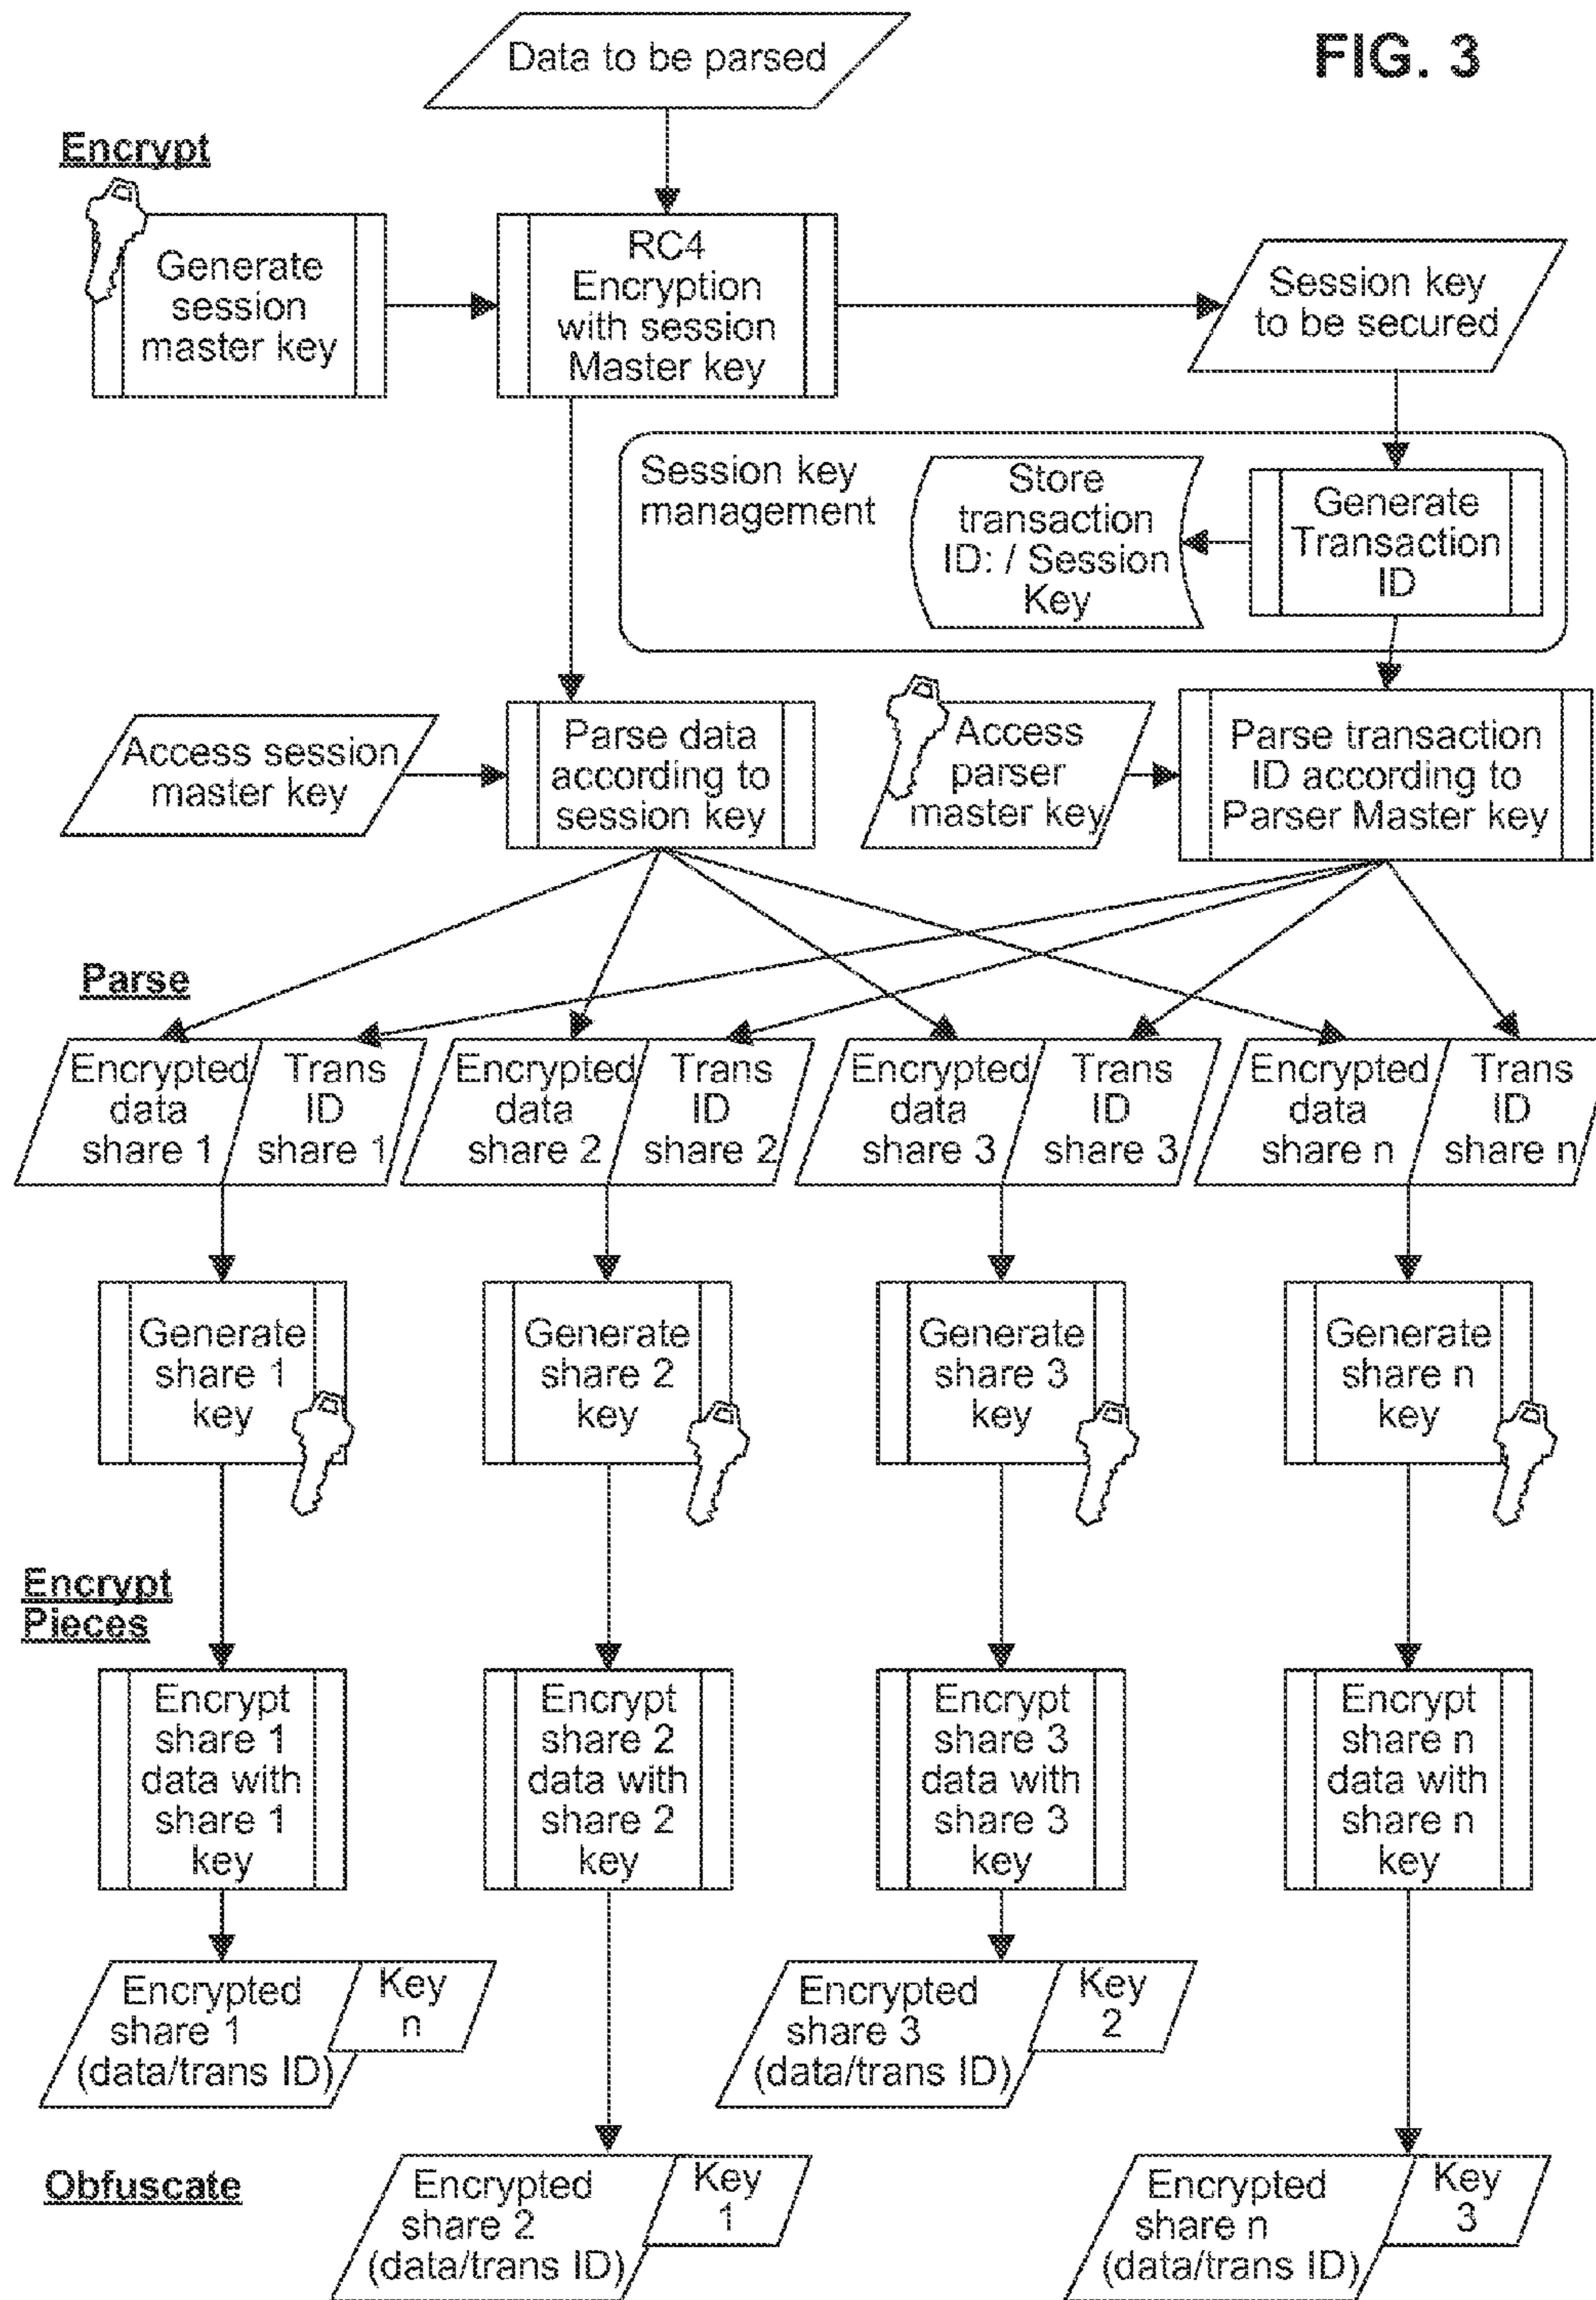 FIG. 3
Data to be parsed
Encrypt
Generate
session
master key
RC4
Encryption
with session
Master key
Session key
to be secured
Session key
management
Store
transaction
ID: / Session
Key
Generate
Transaction
ID
Access session
master key
Parse data
according to
session key
Access
parser
master key
Parse transaction
ID according to
Parser Master key
Parse
Encrypted
data
share 1
Trans
ID
share 1
Encrypted
data
share 2
Trans
ID
share 2
Encrypted
data
share 3
Trans
ID
share 3
Encrypted
data
share n
Trans
ID
share n
Generate
share 1
key
Generate
share 2
key
Generate
share 3
key
Generate
share n
key
Encrypt
Pieces
Encrypt
share 1
data with
share 1
key
Encrypt
share 2
data with
share 2
key
Encrypt
share 3
data with
share 3
key
Encrypt
share n
data with
share n
key
Encrypted
share 1
(data/trans ID)
Key
n
Encrypted
share 3
(data/trans ID)
Key
2
Obfuscate
Encrypted
share 2
(data/trans ID)
Key
1
Encrypted
share n
(data/trans ID)
Key
3